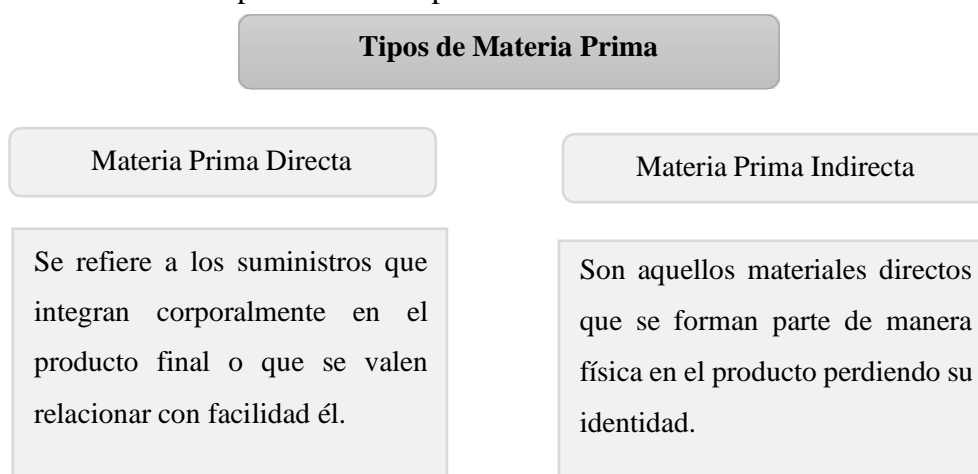 Tipos de Materia Prima
Materia Prima Directa
Se refiere a los suministros que
integran corporalmente en el
producto final o que se valen
relacionar con facilidad él.
Materia Prima Indirecta
Son aquellos materiales directos
que se forman parte de manera
física en el producto perdiendo su
identidad.